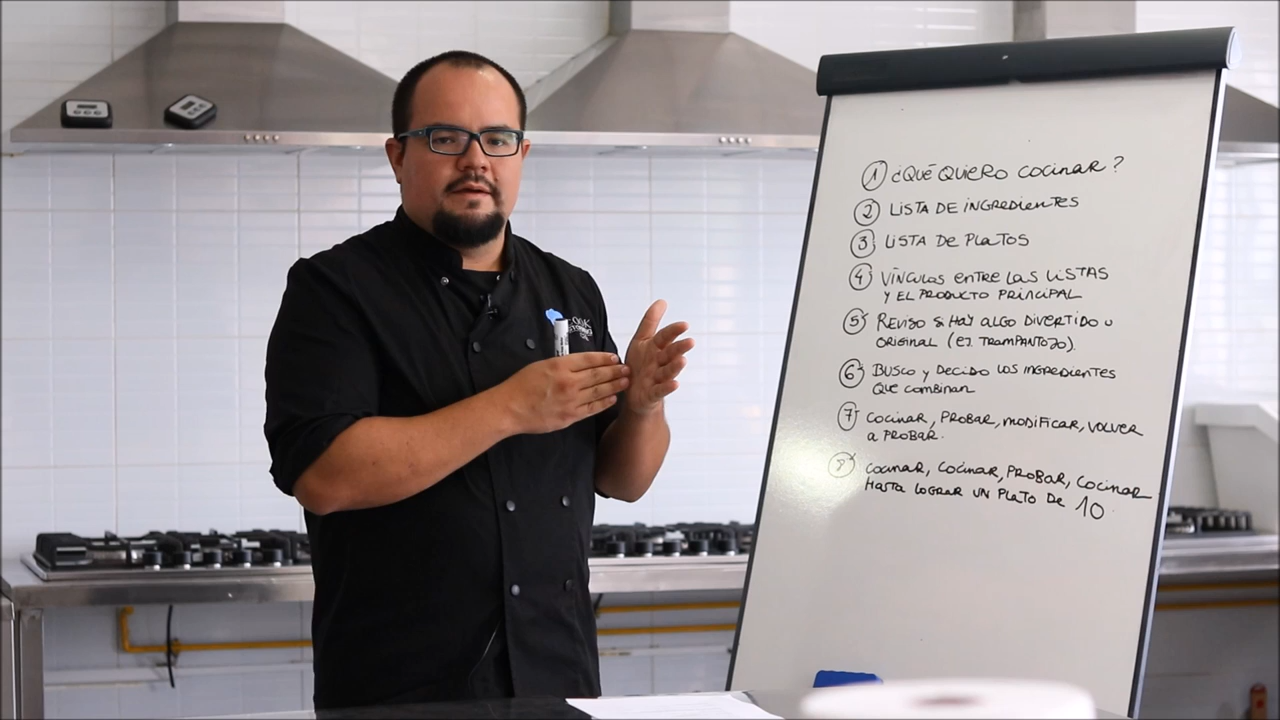 ① ¿QUÉ QUIERO COCINAR?
② LISTA DE INGREDIENTES
③ LISTA DE PLATOS
④ VÍNCULOS ENTRE LAS LISTAS
Y EL PRODUCTO PRINCIPAL
⑤ REVISO SI HAY ALGO DIVERTIDO U
ORIGINAL (EJ. TRAMPANTOJO).
⑥ BUSCO Y DECIDO LOS INGREDIENTES
QUE COMBINAN
⑦ COCINAR, PROBAR, MODIFICAR, VOLVER
A PROBAR.
⑧ COCINAR, COCINAR, PROBAR, COCINAR
HASTA LOGRAR UN PLATO DE 10.